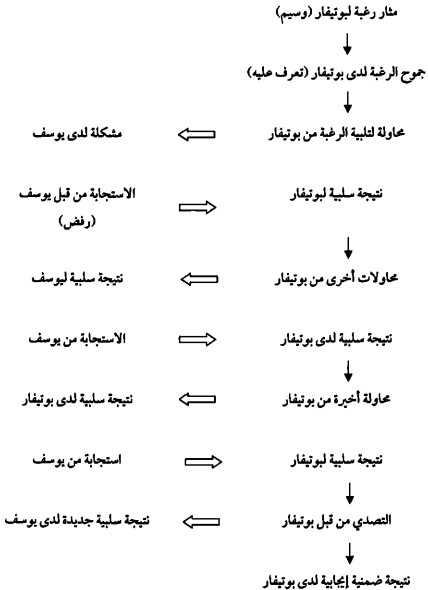 مثار رغبة لبوتيفار (وسيم)
جموح الرغبة لدى بوتيفار (تعرف عليه)
محاولة لتلبية الرغبة من بوتيفار
مشكلة لدى يوسف
نتيجة سلبية لبوتيفار
الاستجابة من قبل يوسف
(رفض)
محاولات أخرى من بوتيفار
نتيجة سلبية ليوسف
نتيجة سلبية لدى بوتيفار
الاستجابة من يوسف
محاولة أخيرة من بوتيفار
نتيجة سلبية لدى بوتيفار
نتيجة سلبية لبوتيفار
استجابة من يوسف
التصدي من قبل بوتيفار
نتيجة سلبية جديدة لدى يوسف
نتيجة ضمنية إيجابية لدى بوتيفار